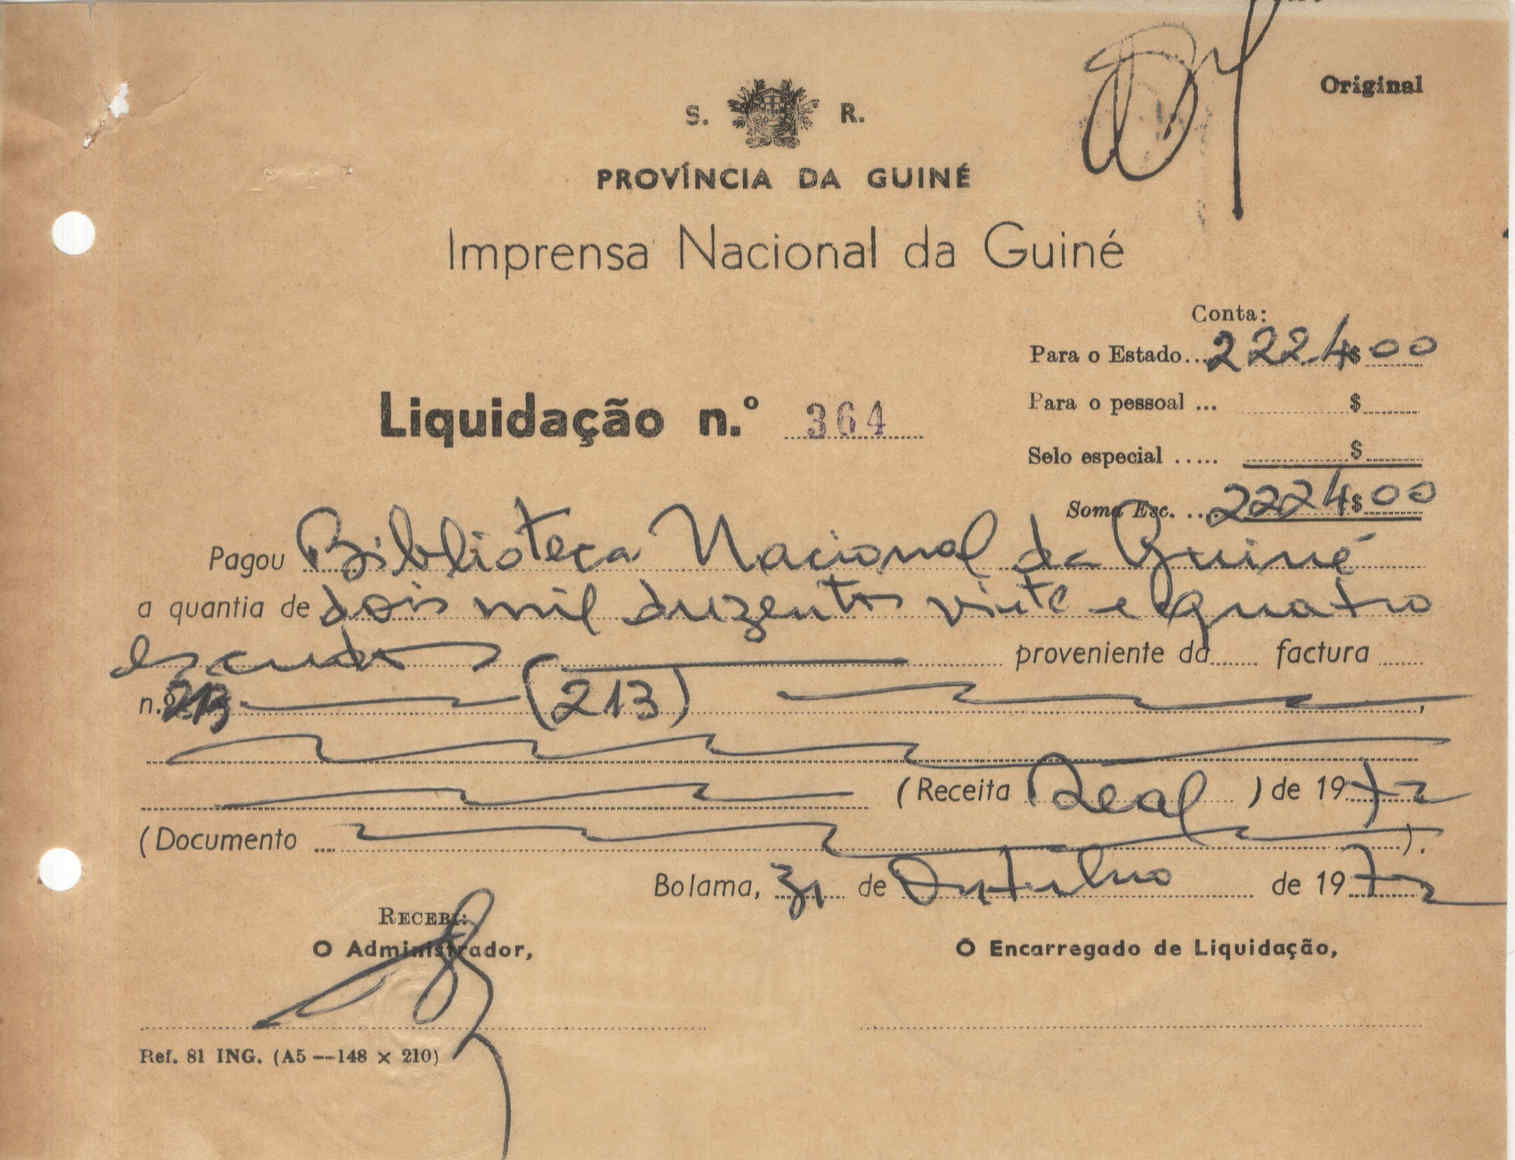 Original
S. R.
PROVÍNCIA DA GUINÉ
Imprensa Nacional da Guiné
Conta:
Para o Estado... 2224$00
Para o pessoal ... $
Liquidação n.º 364
Selo especial ..... $
Soma Esc. ... 2224$00
Pagou Biblioteca Nacional da Guiné
a quantia de dois mil duzentos vinte e quatro
escudos proveniente da factura
n.º 213 (213)
(Receita Real ) de 1972
(Documento ... ).
Bolama, 31 de Outubro de 1972
RECEBI:
O Administrador, O Encarregado de Liquidação,
Ref. 81 ING. (A5 — 148 × 210)